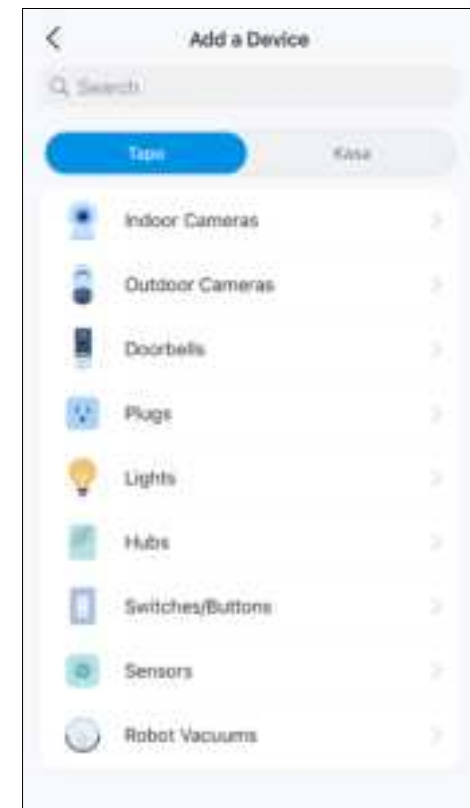 Add a Device
Search
Tapo
Kasa
Indoor Cameras
Outdoor Cameras
Doorbells
Plugs
Lights
Hubs
Switches/Buttons
Sensors
Robot Vacuums